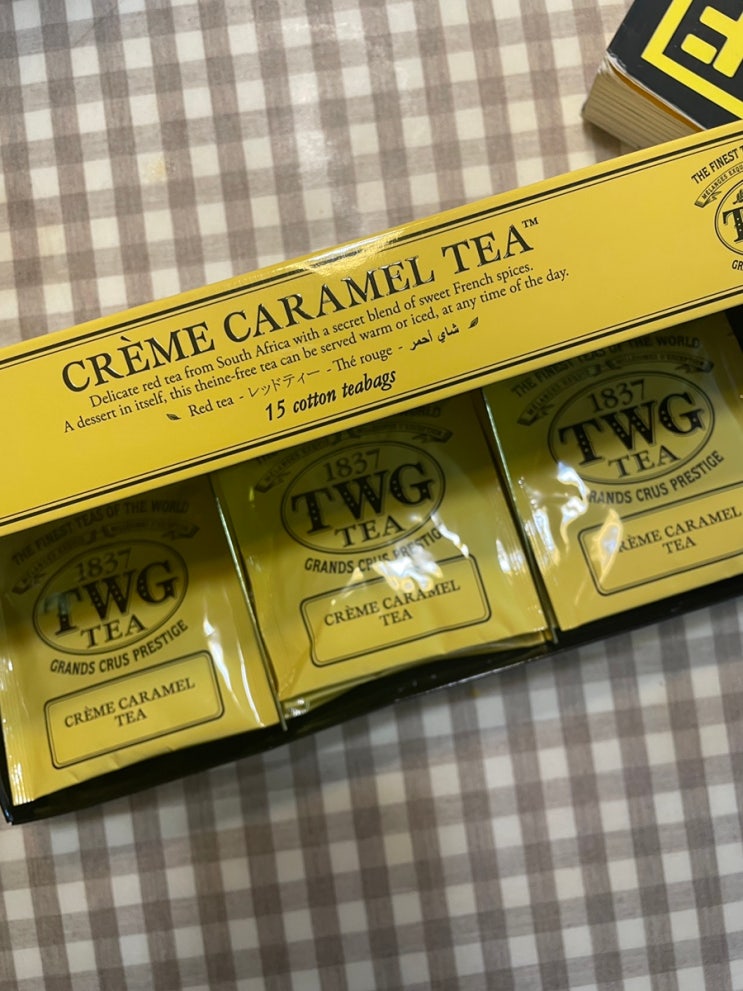 THE FINEST
CRÈME CARAMEL TEA™
Delicate red tea from South Africa with a secret blend of sweet French spices.
A dessert in itself, this theine-free tea can be served warm or iced, at any time of the day.
Red tea - レッドティー - Thé rouge - شاي أحمر
15 cotton teabags
THE FINEST TEAS OF THE WORLD
1837
TWG
TEA
GRANDS CRUS PRESTIGE
CRÈME CARAMEL
TEA
1837
TWG
TEA
GRANDS CRUS PRESTIGE
CRÈME CARAMEL
TEA
THE FINEST TEAS OF THE WORLD
1837
TWG
TEA
GRANDS CRUS PRESTIGE
CRÈME CARAMEL
TEA